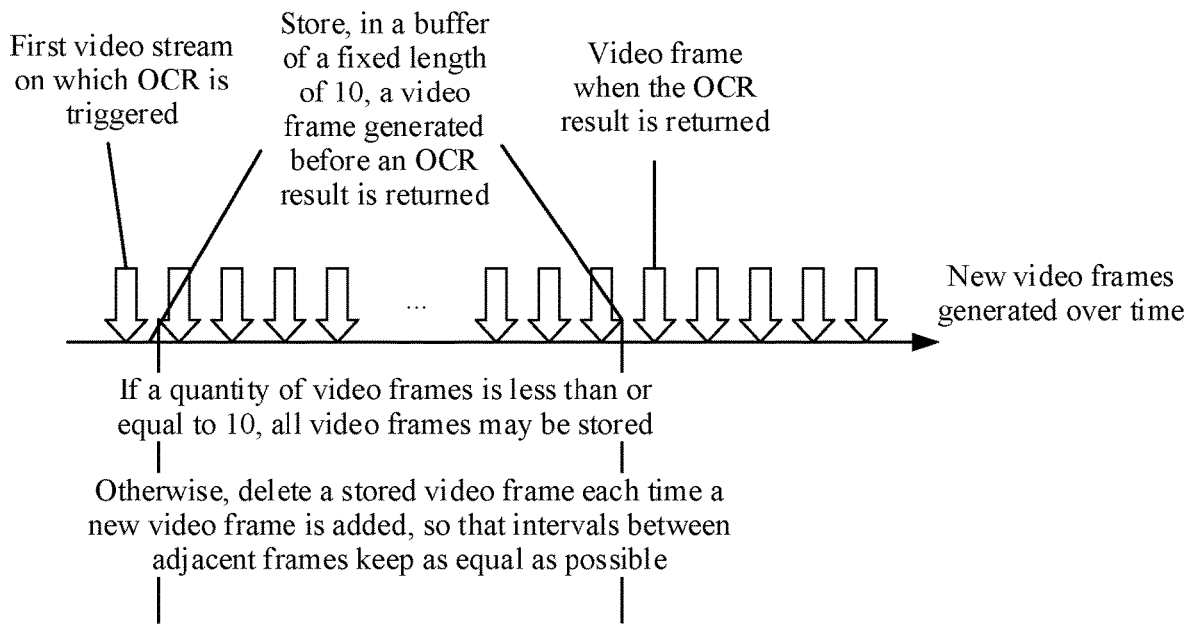 First video stream
on which OCR is
triggered
Store, in a buffer
of a fixed length
of 10, a video
frame generated
before an OCR
result is returned
Video frame
when the OCR
result is returned
...
New video frames
generated over time
If a quantity of video frames is less than or
equal to 10, all video frames may be stored
Otherwise, delete a stored video frame each time a
new video frame is added, so that intervals between
adjacent frames keep as equal as possible